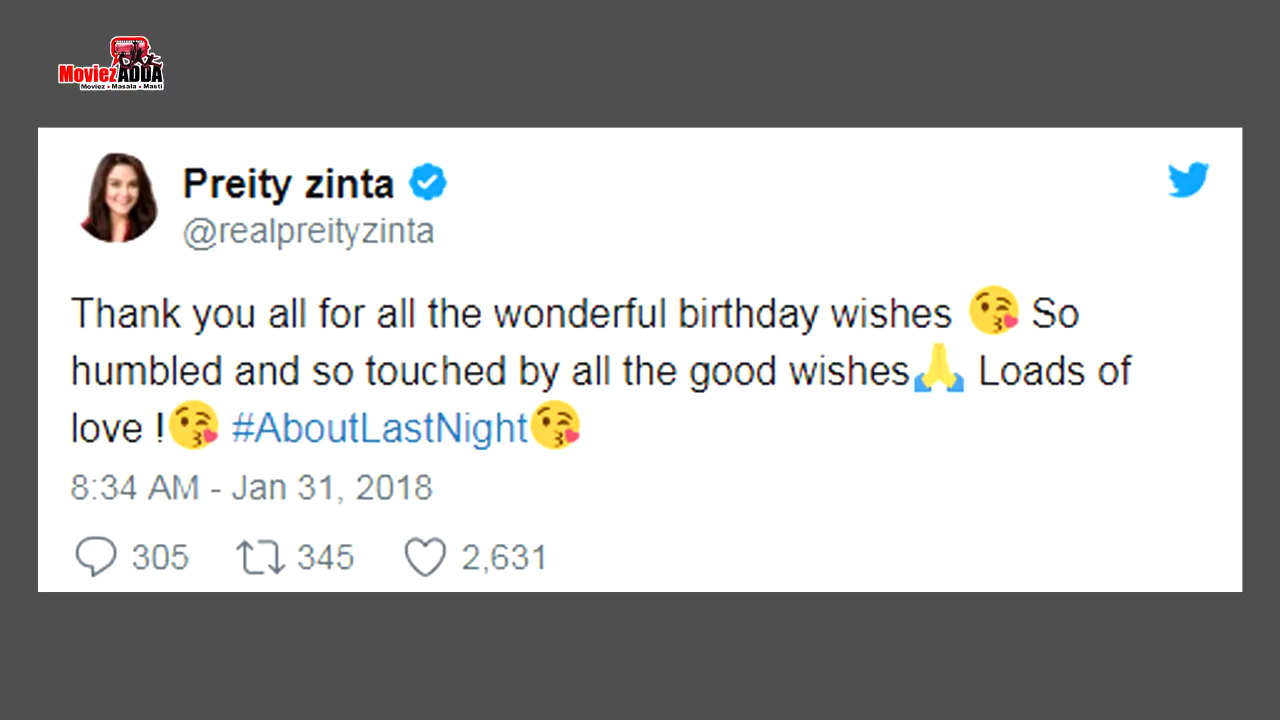 Moviez ADDA
Moviez • Masala • Masti
Preity zinta
@realpreityzinta
Thank you all for all the wonderful birthday wishes 😘 So
humbled and so touched by all the good wishes🙏 Loads of
love !😘 #AboutLastNight😘
8:34 AM - Jan 31, 2018
305 345 2,631